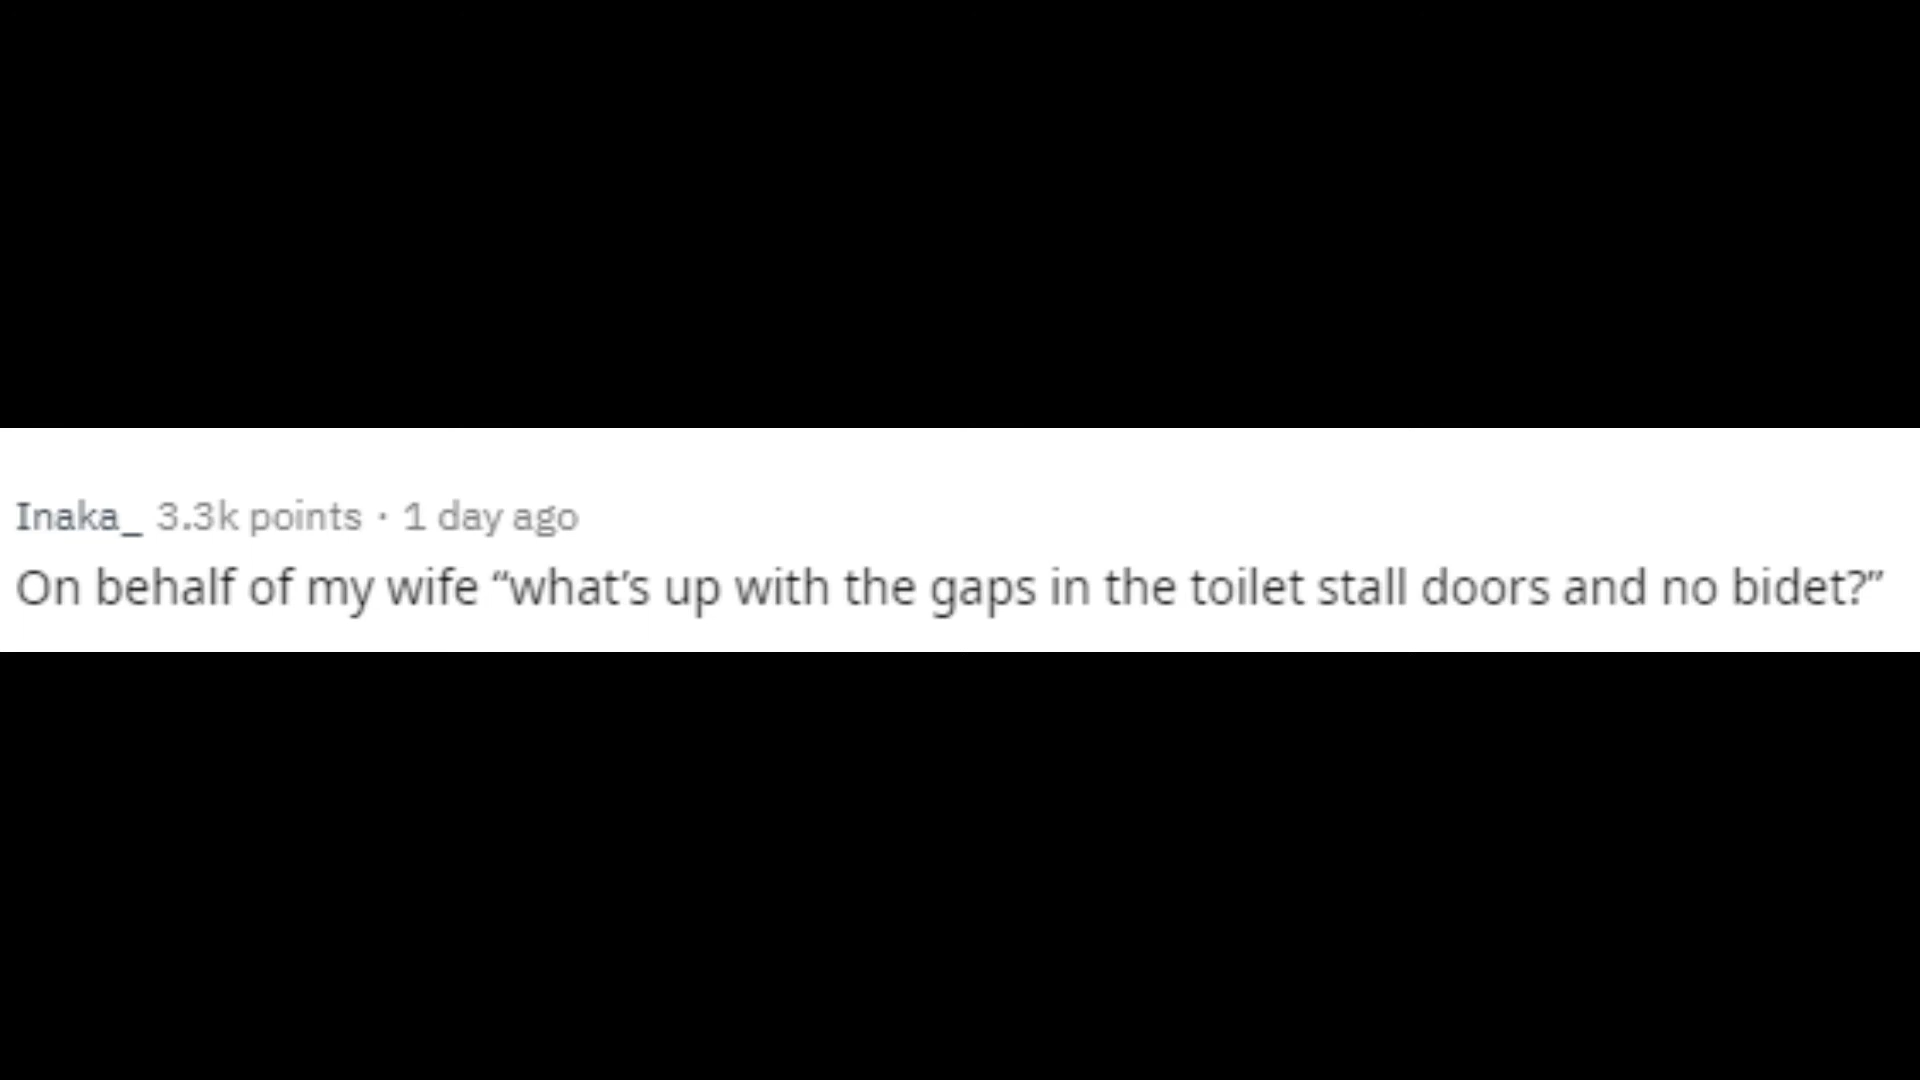 Inaka_ 3.3k points · 1 day ago
On behalf of my wife “what’s up with the gaps in the toilet stall doors and no bidet?”